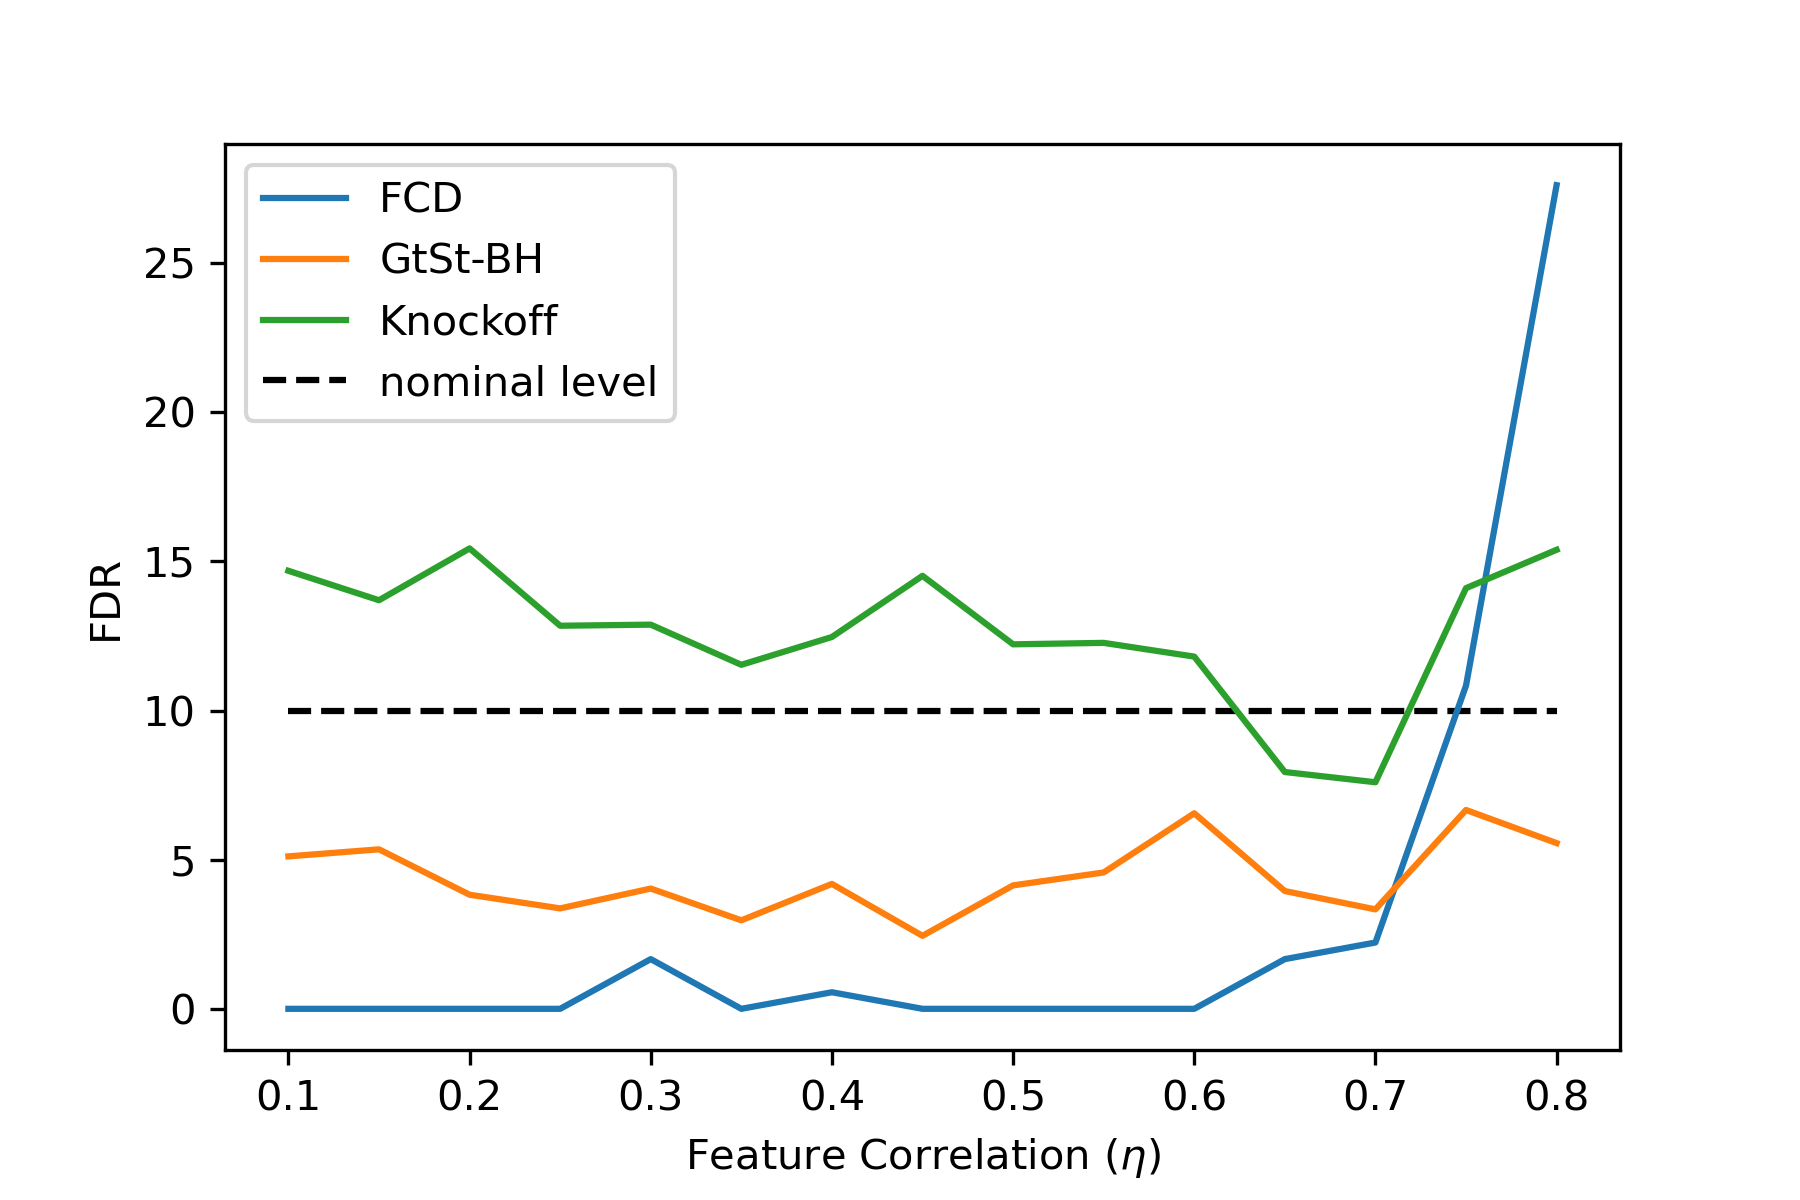 FCD
GtSt-BH
Knockoff
nominal level
25
20
15
10
5
0
FDR
0.1 0.2 0.3 0.4 0.5 0.6 0.7 0.8
Feature Correlation (η)